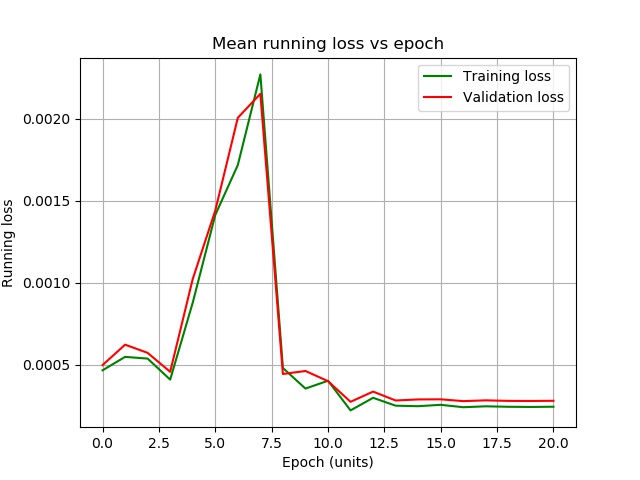 Mean running loss vs epoch
Training loss
Validation loss
0.0020
0.0015
0.0010
0.0005
Running loss
0.0 2.5 5.0 7.5 10.0 12.5 15.0 17.5 20.0
Epoch (units)